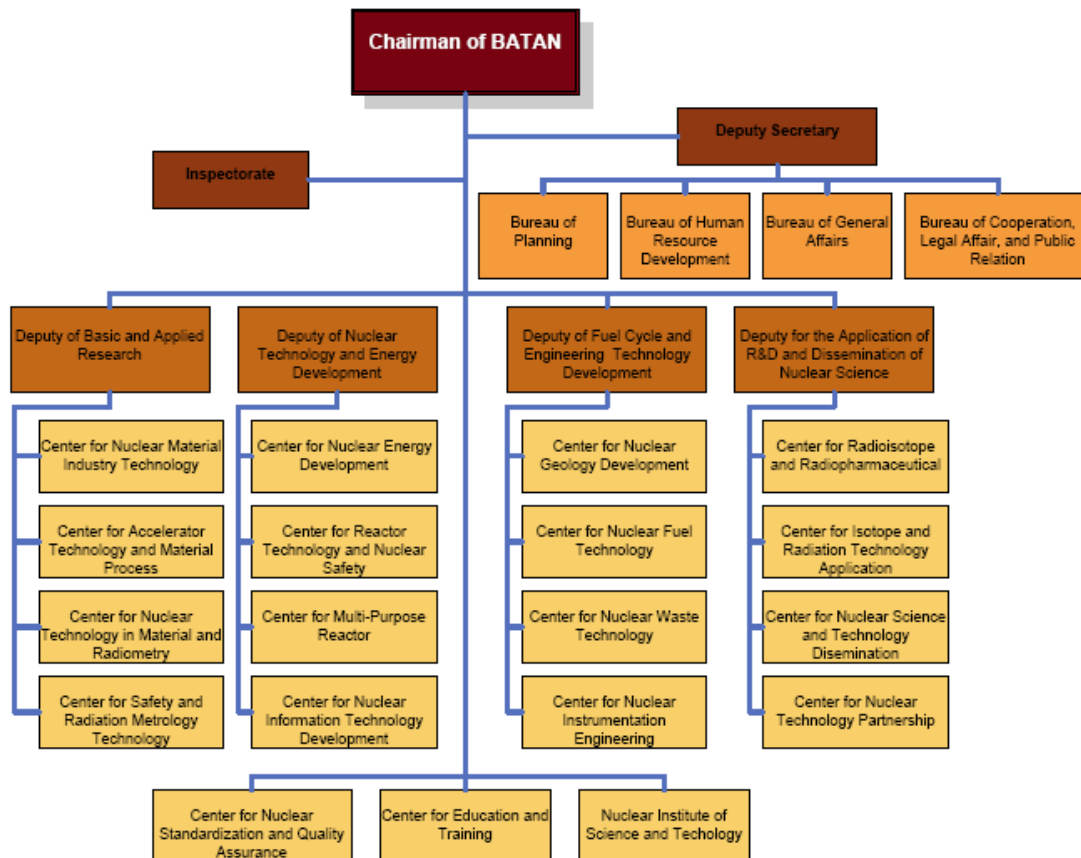 Chairman of BATAN
Deputy Secretary
Inspectorate
Bureau of
Planning
Bureau of Human
Resource
Development
Bureau of General
Affairs
Bureau of Cooperation,
Legal Affair, and Public
Relation
Deputy of Basic and Applied
Research
Deputy of Nuclear
Technology and Energy
Development
Deputy of Fuel Cycle and
Engineering Technology
Development
Deputy for the Application of
R&D and Dissemination of
Nuclear Science
Center for Nuclear Material
Industry Technology
Center for Accelerator
Technology and Material
Process
Center for Nuclear
Technology in Material and
Radiometry
Center for Safety and
Radiation Metrology
Technology
Center for Nuclear Energy
Development
Center for Reactor
Technology and Nuclear
Safety
Center for Multi-Purpose
Reactor
Center for Nuclear
Information Technology
Development
Center for Nuclear
Geology Development
Center for Nuclear Fuel
Technology
Center for Nuclear Waste
Technology
Center for Nuclear
Instrumentation
Engineering
Center for Radioisotope
and Radiopharmaceutical
Center for Isotope and
Radiation Technology
Application
Center for Nuclear Science
and Technology
Disemination
Center for Nuclear
Technology Partnership
Center for Nuclear
Standardization and Quality
Assurance
Center for Education and
Training
Nuclear Institute of
Science and Techology